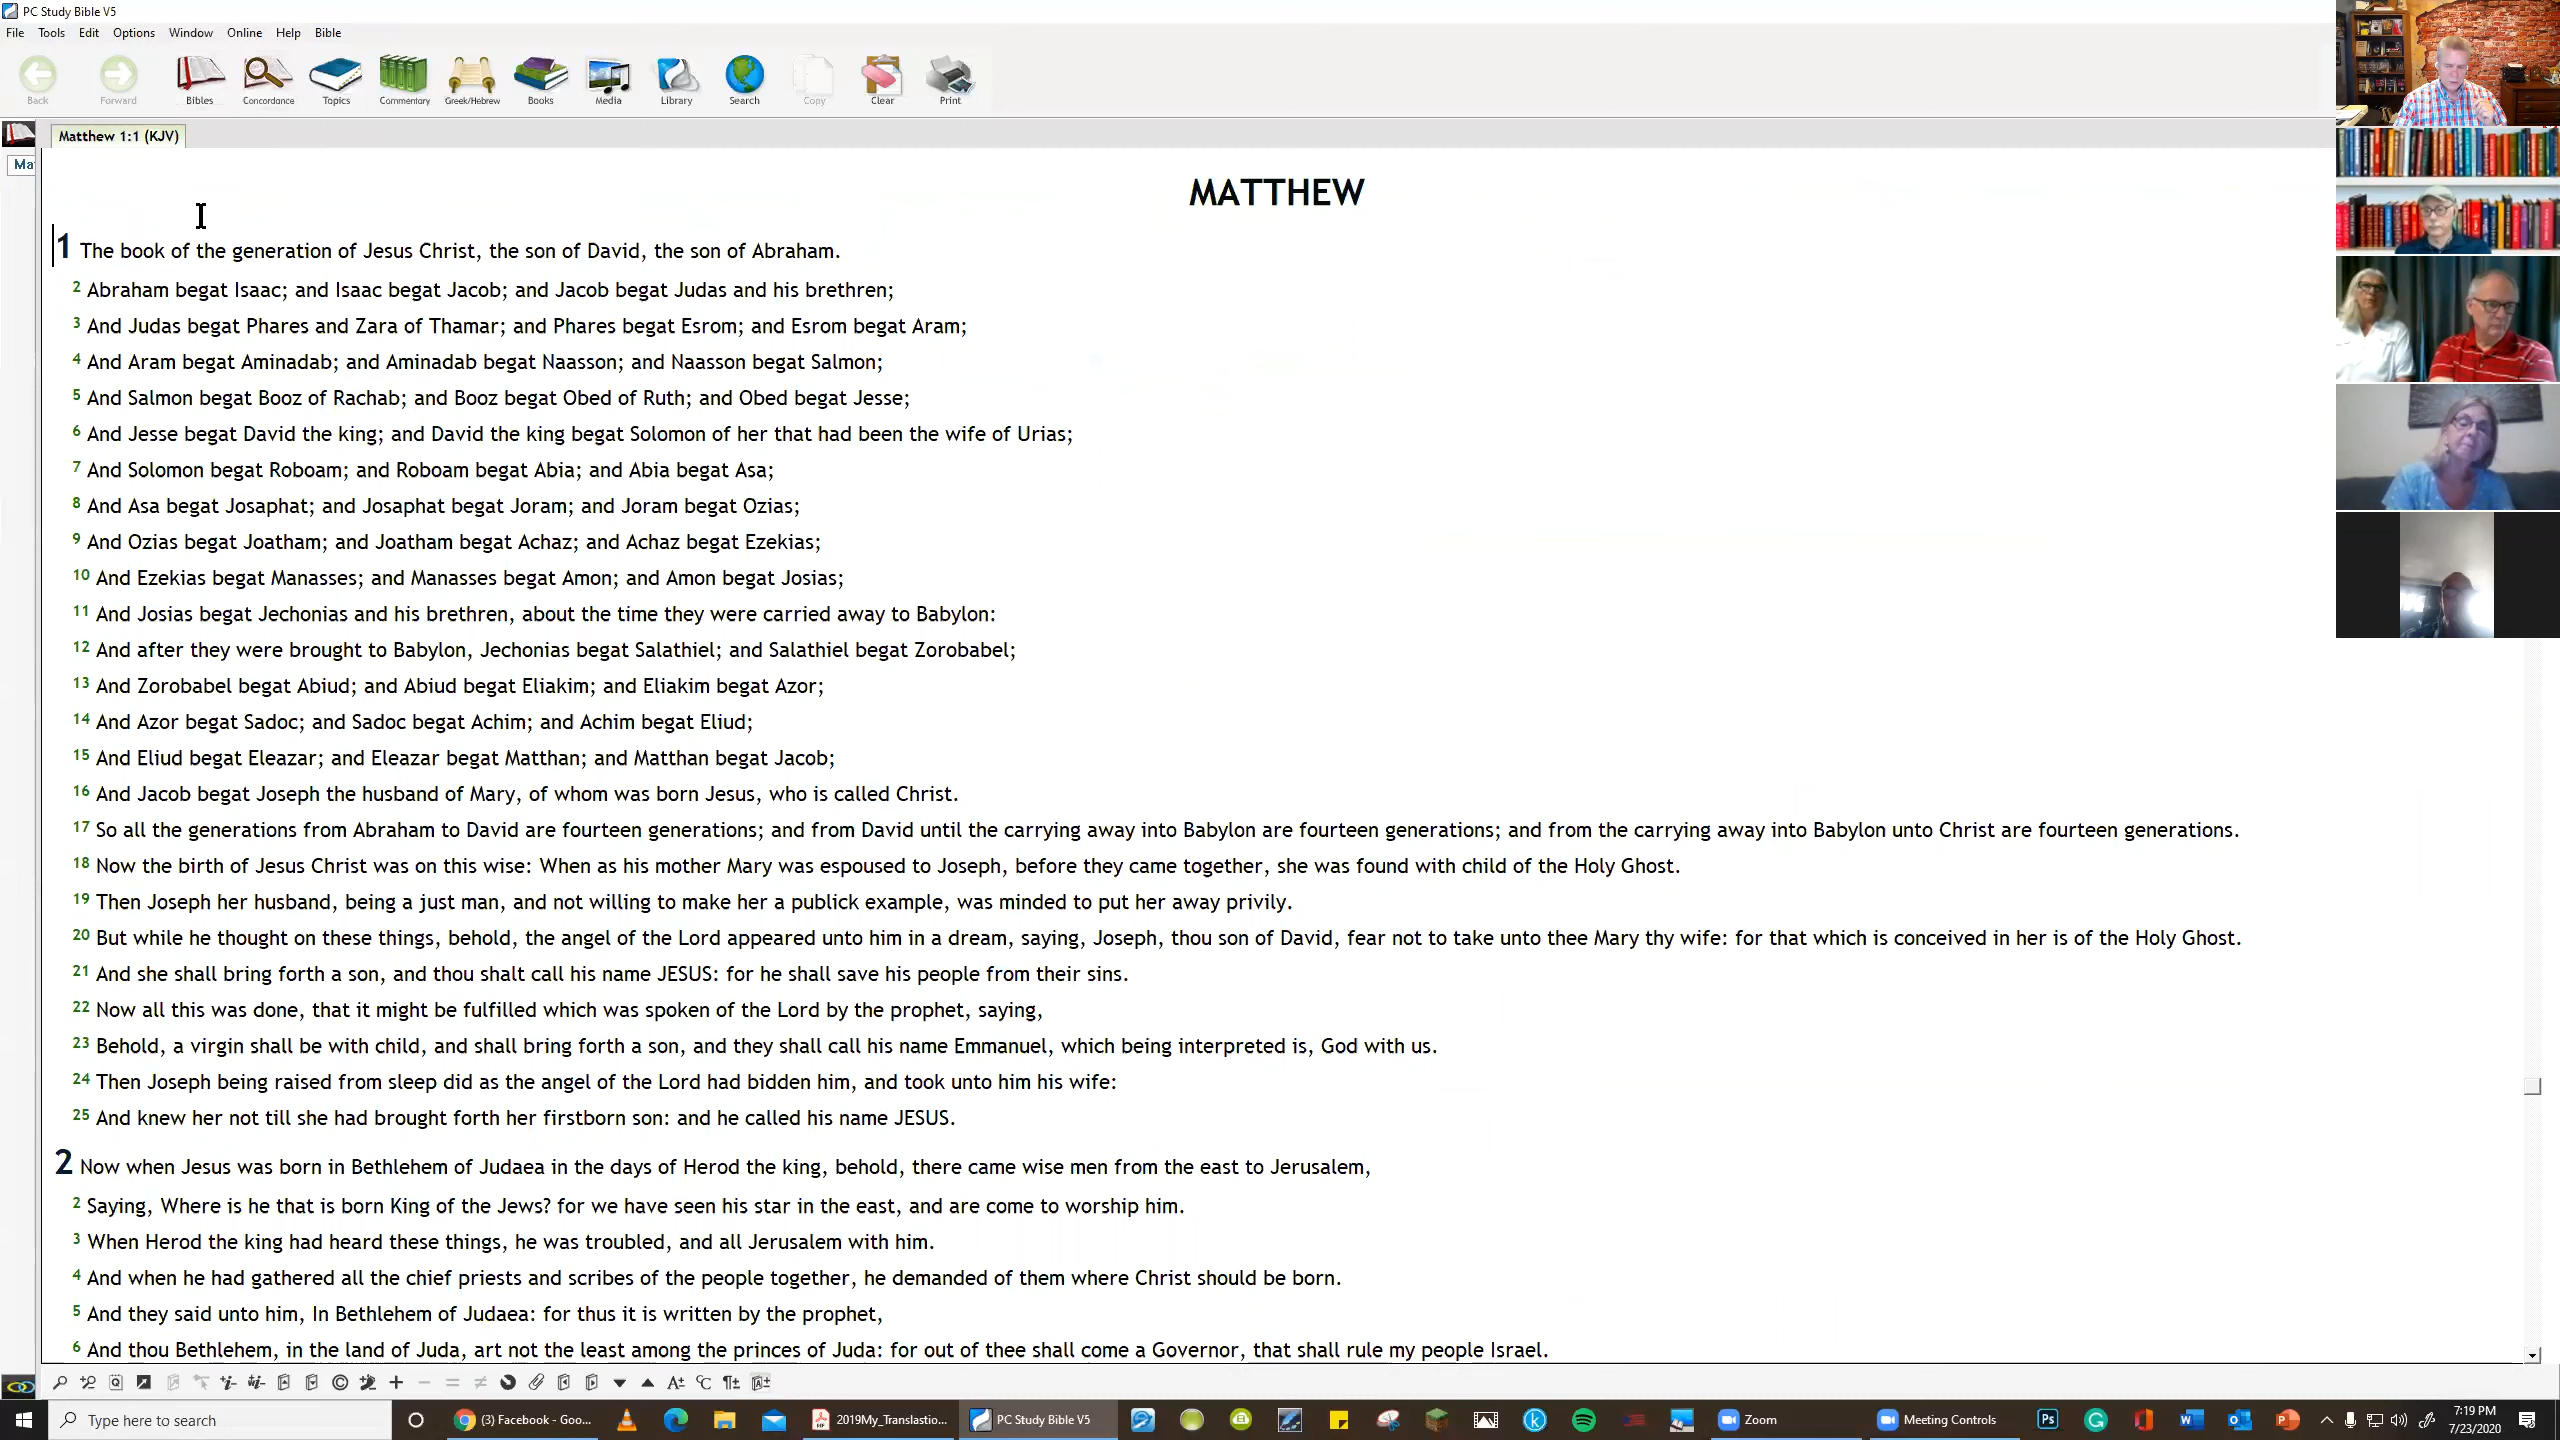 PC Study Bible V5
File Tools Edit Options Window Online Help Bible
Back Forward Bibles Concordance Topics Commentary Greek/Hebrew Books Media Library Search Copy Clear Print
Matthew 1:1 (KJV)
Ma
MATTHEW
1 The book of the generation of Jesus Christ, the son of David, the son of Abraham.
2 Abraham begat Isaac; and Isaac begat Jacob; and Jacob begat Judas and his brethren;
3 And Judas begat Phares and Zara of Thamar; and Phares begat Esrom; and Esrom begat Aram;
4 And Aram begat Aminadab; and Aminadab begat Naasson; and Naasson begat Salmon;
5 And Salmon begat Booz of Rachab; and Booz begat Obed of Ruth; and Obed begat Jesse;
6 And Jesse begat David the king; and David the king begat Solomon of her that had been the wife of Urias;
7 And Solomon begat Roboam; and Roboam begat Abia; and Abia begat Asa;
8 And Asa begat Josaphat; and Josaphat begat Joram; and Joram begat Ozias;
9 And Ozias begat Joatham; and Joatham begat Achaz; and Achaz begat Ezekias;
10 And Ezekias begat Manasses; and Manasses begat Amon; and Amon begat Josias;
11 And Josias begat Jechonias and his brethren, about the time they were carried away to Babylon:
12 And after they were brought to Babylon, Jechonias begat Salathiel; and Salathiel begat Zorobabel;
13 And Zorobabel begat Abiud; and Abiud begat Eliakim; and Eliakim begat Azor;
14 And Azor begat Sadoc; and Sadoc begat Achim; and Achim begat Eliud;
15 And Eliud begat Eleazar; and Eleazar begat Matthan; and Matthan begat Jacob;
16 And Jacob begat Joseph the husband of Mary, of whom was born Jesus, who is called Christ.
17 So all the generations from Abraham to David are fourteen generations; and from David until the carrying away into Babylon are fourteen generations; and from the carrying away into Babylon unto Christ are fourteen generations.
18 Now the birth of Jesus Christ was on this wise: When as his mother Mary was espoused to Joseph, before they came together, she was found with child of the Holy Ghost.
19 Then Joseph her husband, being a just man, and not willing to make her a publick example, was minded to put her away privily.
20 But while he thought on these things, behold, the angel of the Lord appeared unto him in a dream, saying, Joseph, thou son of David, fear not to take unto thee Mary thy wife: for that which is conceived in her is of the Holy Ghost.
21 And she shall bring forth a son, and thou shalt call his name JESUS: for he shall save his people from their sins.
22 Now all this was done, that it might be fulfilled which was spoken of the Lord by the prophet, saying,
23 Behold, a virgin shall be with child, and shall bring forth a son, and they shall call his name Emmanuel, which being interpreted is, God with us.
24 Then Joseph being raised from sleep did as the angel of the Lord had bidden him, and took unto him his wife:
25 And knew her not till she had brought forth her firstborn son: and he called his name JESUS.
2 Now when Jesus was born in Bethlehem of Judaea in the days of Herod the king, behold, there came wise men from the east to Jerusalem,
2 Saying, Where is he that is born King of the Jews? for we have seen his star in the east, and are come to worship him.
3 When Herod the king had heard these things, he was troubled, and all Jerusalem with him.
4 And when he had gathered all the chief priests and scribes of the people together, he demanded of them where Christ should be born.
5 And they said unto him, In Bethlehem of Judaea: for thus it is written by the prophet,
6 And thou Bethlehem, in the land of Juda, art not the least among the princes of Juda: for out of thee shall come a Governor, that shall rule my people Israel.
Type here to search (3) Facebook - Goo... 2019My_Translastio... PC Study Bible V5 Zoom Meeting Controls 7:19 PM
7/23/2020